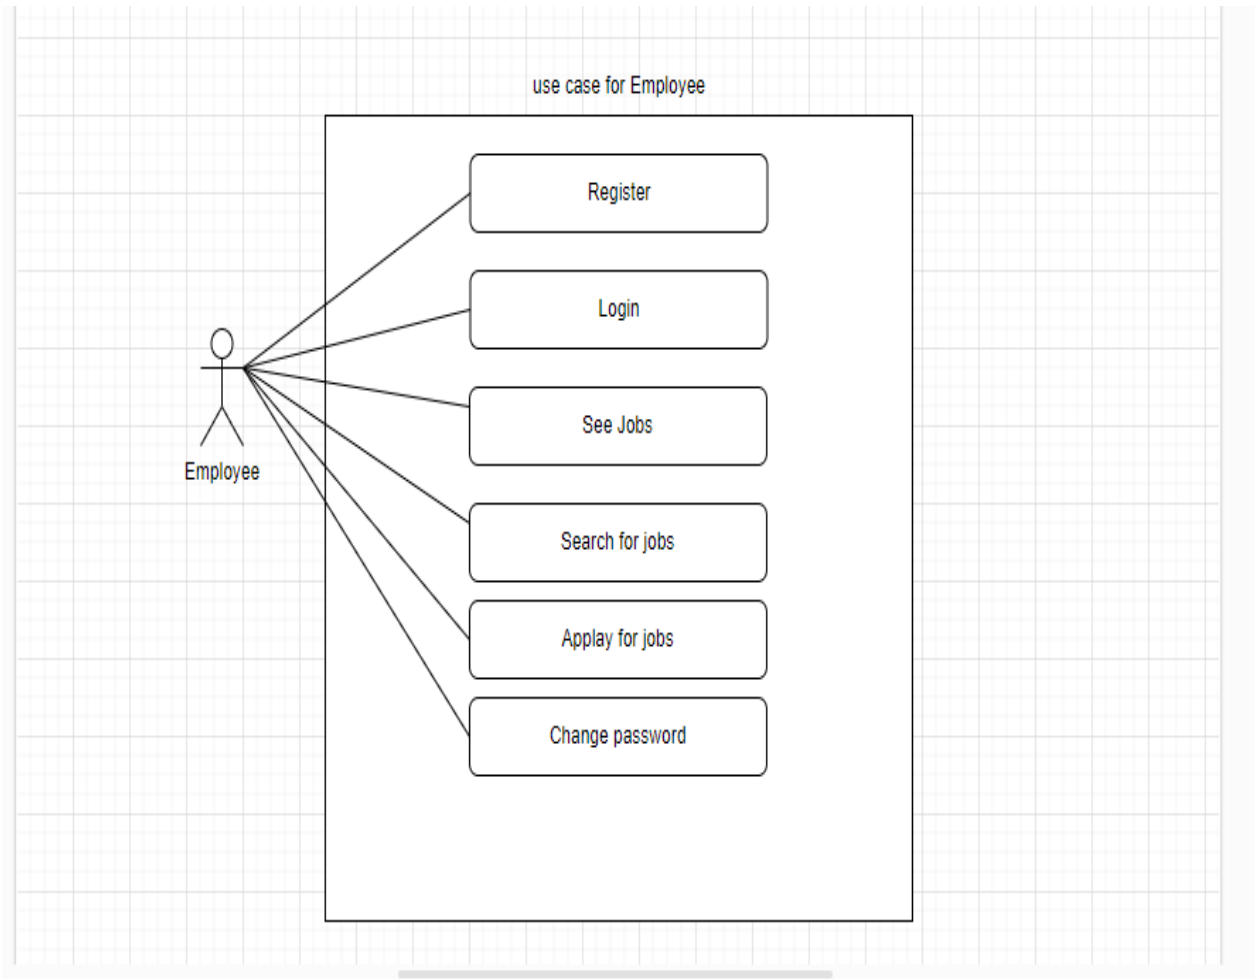 use case for Employee
Register
Login
See Jobs
Employee
Search for jobs
Applay for jobs
Change password